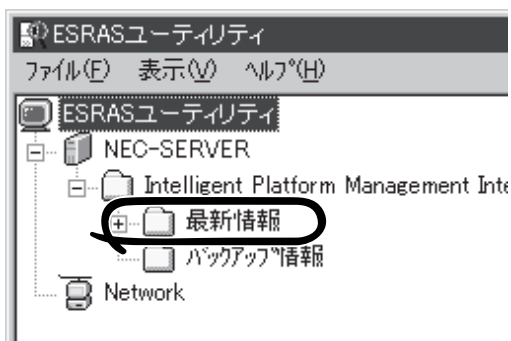 ESRASユーティリティ
ファイル(F) 表示(V) ヘルプ(H)
ESRASユーティリティ
NEC-SERVER
Intelligent Platform Management Inte
最新情報
バックアップ情報
Network